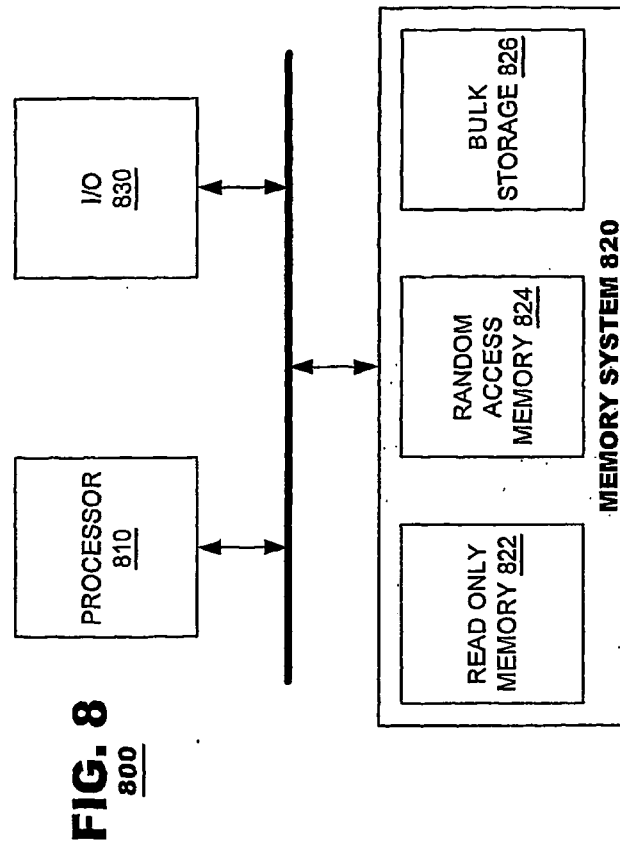 FIG. 8
800
PROCESSOR
810
I/O
830
READ ONLY
MEMORY 822
RANDOM
ACCESS
MEMORY 824
BULK
STORAGE 826
MEMORY SYSTEM 820